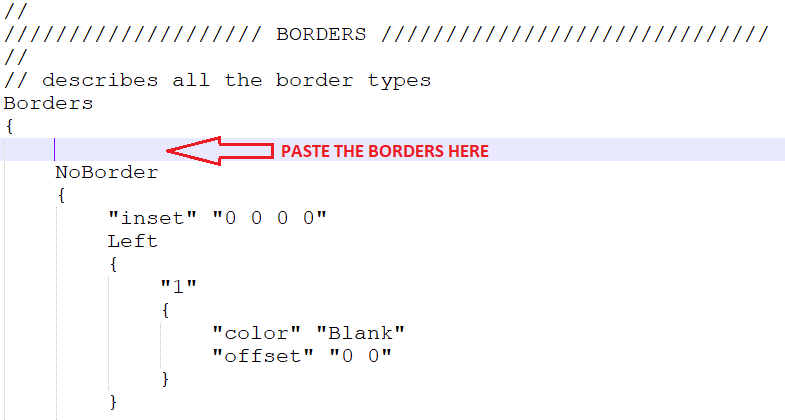 //
//////////////////// BORDERS //////////////////////////////
//
// describes all the border types
Borders
{
PASTE THE BORDERS HERE
NoBorder
{
"inset" "0 0 0 0"
Left
{
"1"
{
"color" "Blank"
"offset" "0 0"
}
}